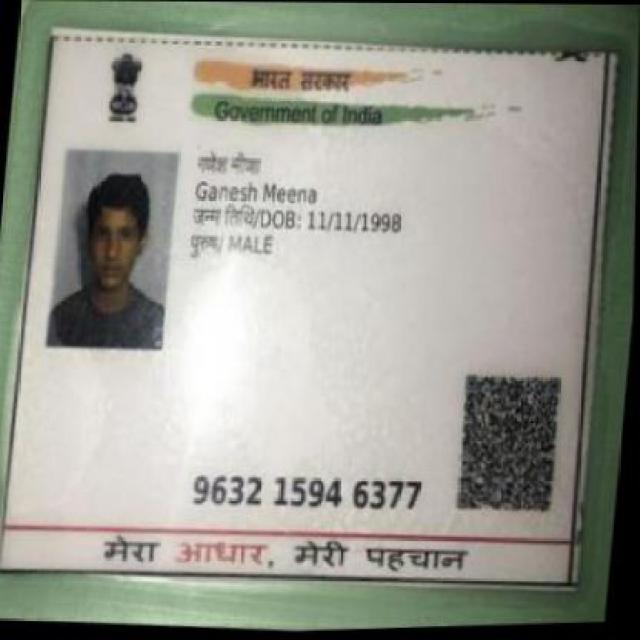 भारत सरकार
Government of India
गणेश मीणा
Ganesh Meena
जन्म तिथि/DOB: 11/11/1998
पुरुष/ MALE
9632 1594 6377
मेरा आधार, मेरी पहचान